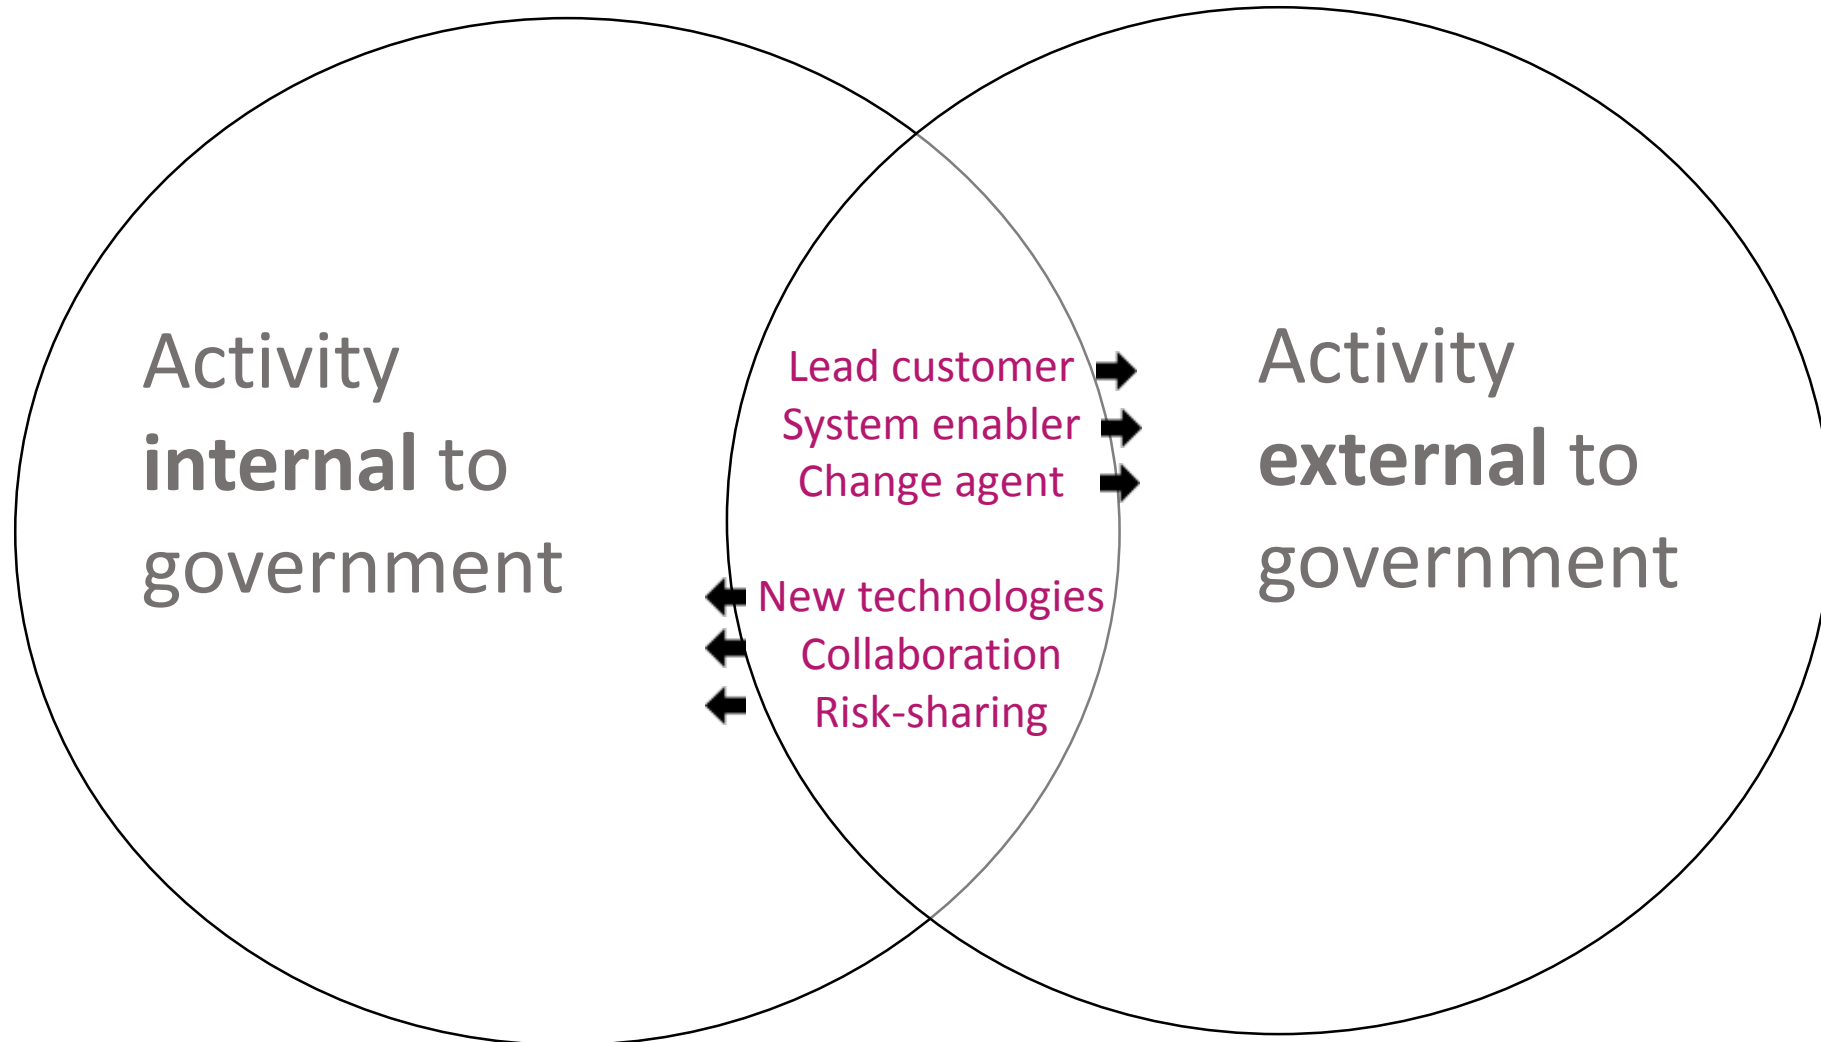 Activity
internal to
government
Lead customer
System enabler
Change agent
New technologies
Collaboration
Risk-sharing
Activity
external to
government